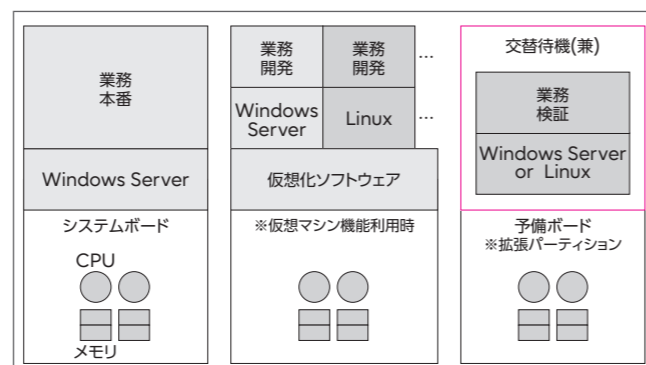 業務
本番
Windows Server
システムボード
CPU
メモリ
業務
開発
業務
開発
…
Windows
Server
Linux
…
仮想化ソフトウェア
※仮想マシン機能利用時
交替待機(兼)
業務
検証
Windows Server
or Linux
予備ボード
※拡張パーティション